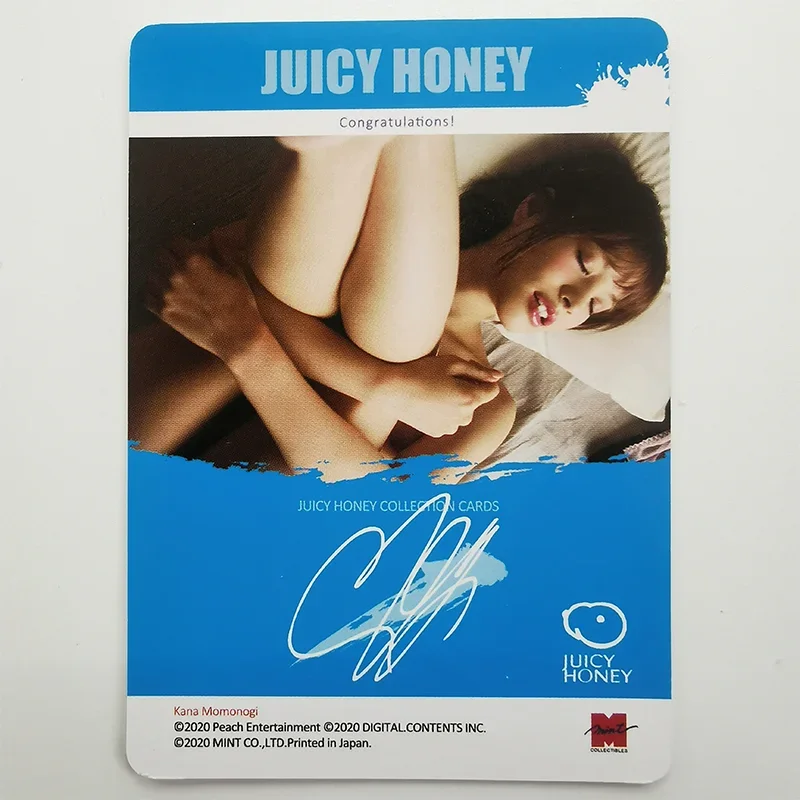 JUICY HONEY
Congratulations!
JUICY HONEY COLLECTION CARDS
JUICY
HONEY
Kana Momonogi
©2020 Peach Entertainment ©2020 DIGITAL.CONTENTS INC.
©2020 MINT CO.,LTD.Printed in Japan.
M
mint
COLLECTIBLES